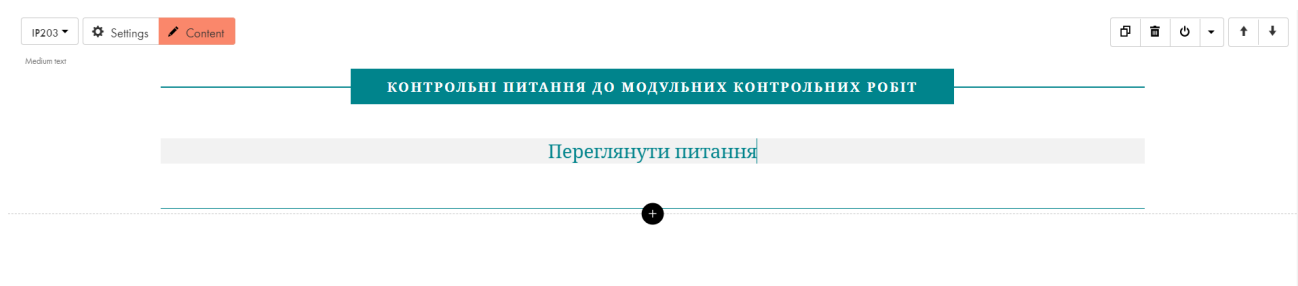 IP203
Settings
Content
Medium text
КОНТРОЛЬНІ ПИТАННЯ ДО МОДУЛЬНИХ КОНТРОЛЬНИХ РОБІТ
Переглянути питання